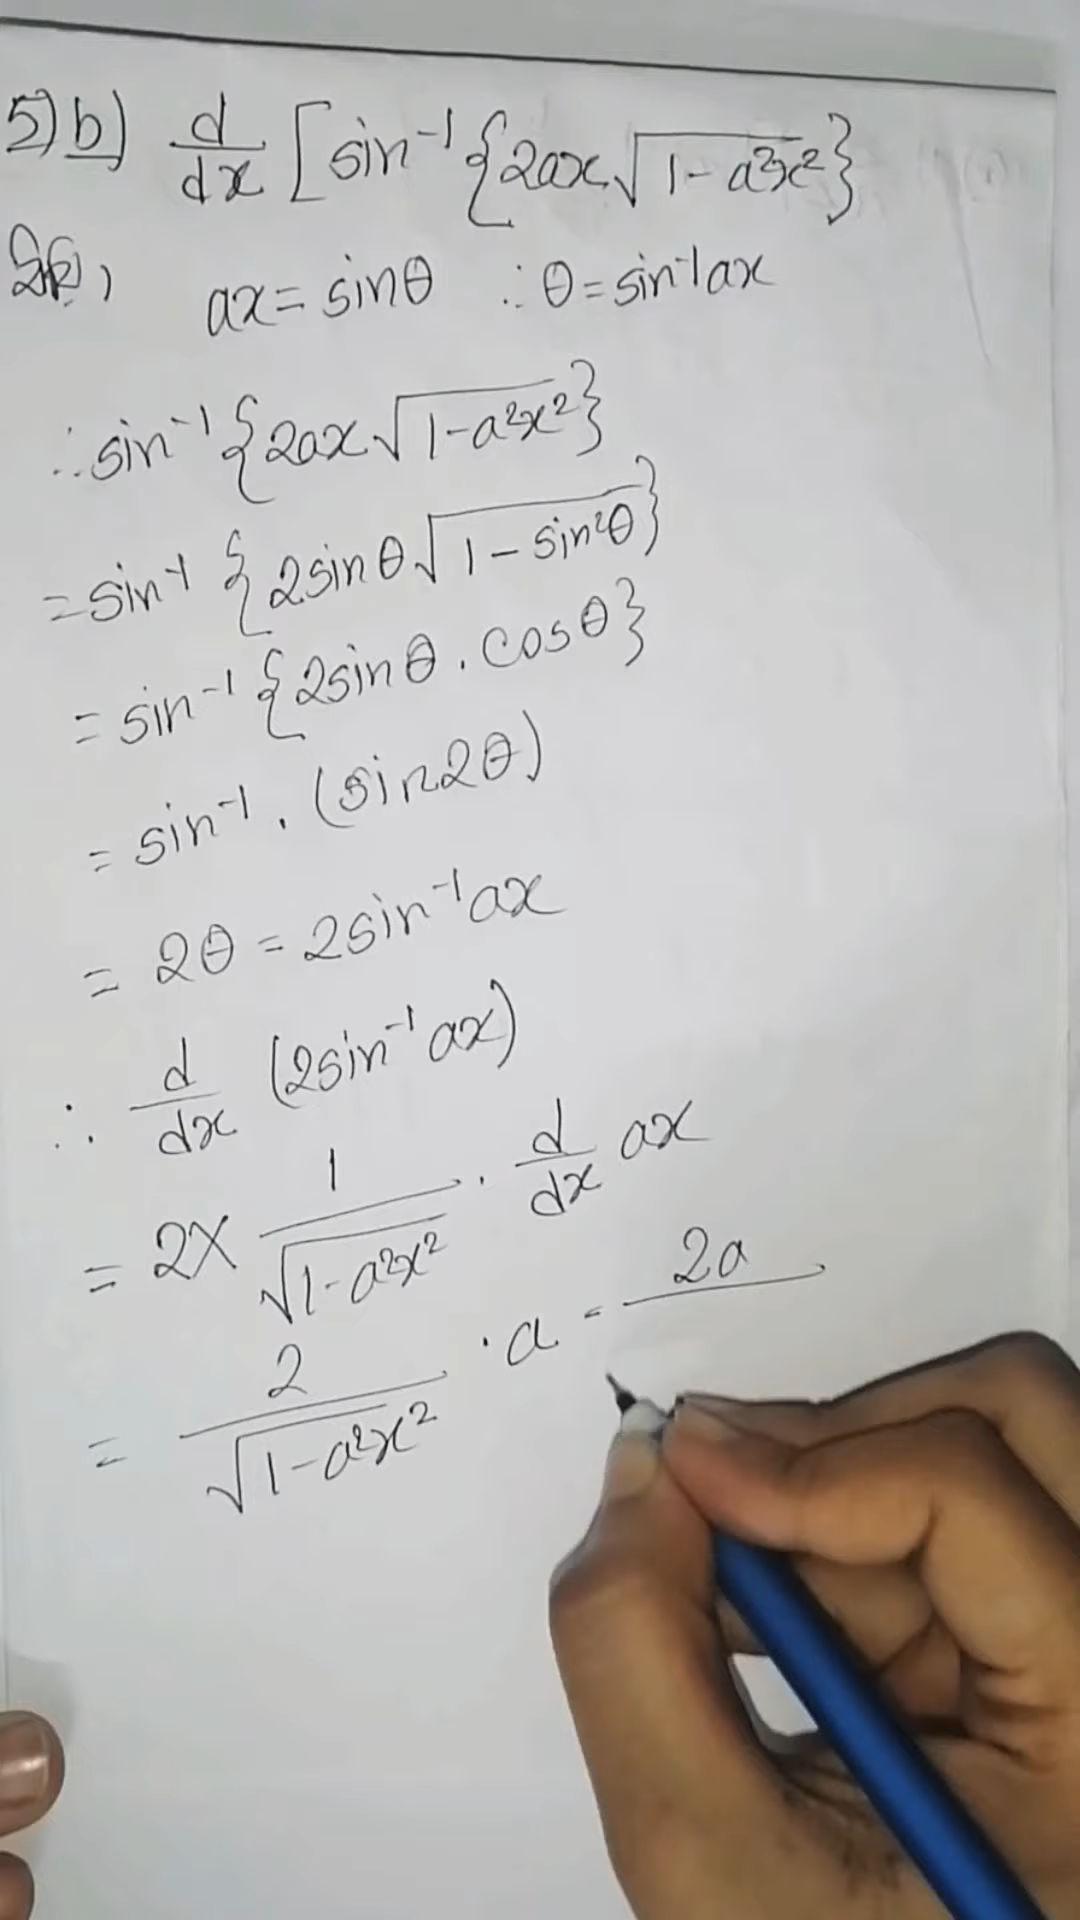 5) b) d/dx [sin⁻¹{2ax√(1-a²x²)}
ax = sinθ ∴ θ = sin⁻¹ax
∴ sin⁻¹{2ax√(1-a²x²)}
= sin⁻¹{2sinθ√(1-sin²θ)}
= sin⁻¹{2sinθ.cosθ}
= sin⁻¹.(sin2θ)
= 2θ = 2sin⁻¹ax
∴ d/dx (2sin⁻¹ax)
= 2× 1/√(1-a²x²) . d/dx ax
= 2/√(1-a²x²) . a = 2a